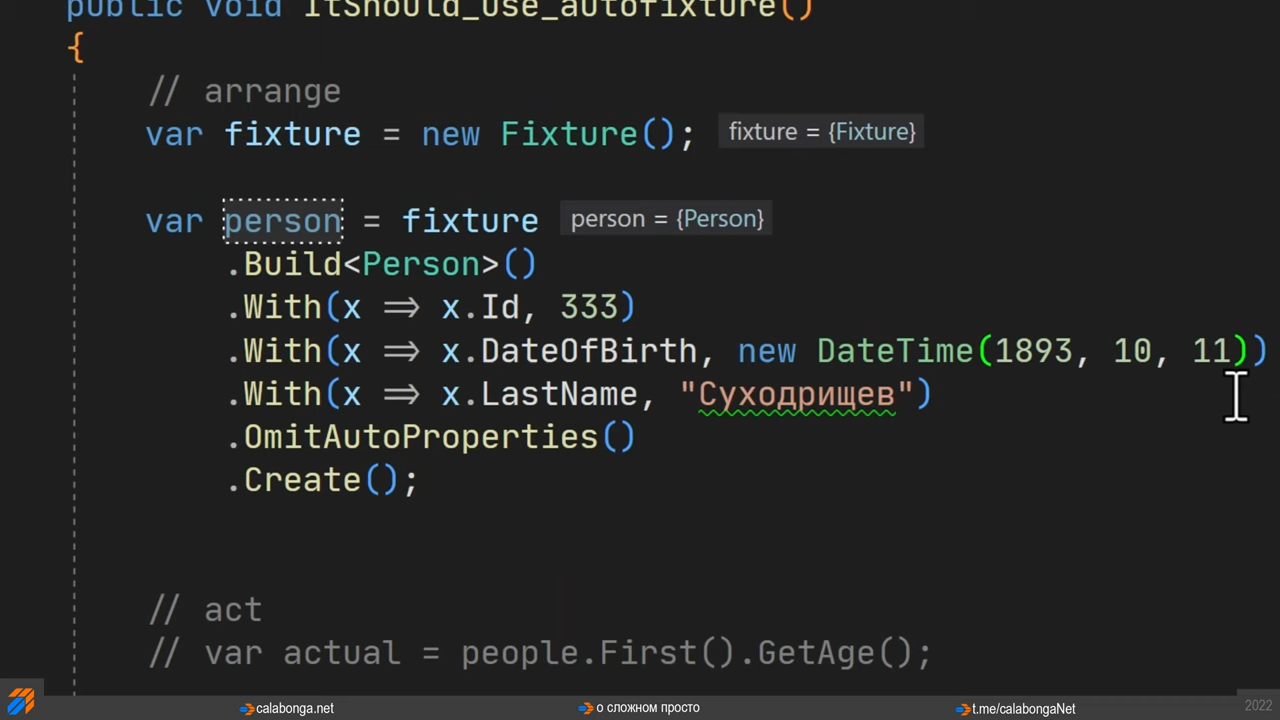 public void ItShould_use_autofixture()
{
// arrange
var fixture = new Fixture(); fixture = {Fixture}
var person = fixture person = {Person}
.Build<Person>()
.With(x => x.Id, 333)
.With(x => x.DateOfBirth, new DateTime(1893, 10, 11))
.With(x => x.LastName, "Суходрищев")
.OmitAutoProperties()
.Create();
// act
// var actual = people.First().GetAge();
calabonga.net о сложном просто t.me/calabongaNet 2022